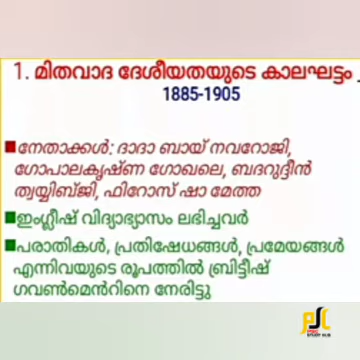 1. മിതവാദ ദേശീയതയുടെ കാലഘട്ടം
1885-1905
നേതാക്കൾ: ദാദാ ബായ് നവറോജി,
ഗോപാലകൃഷ്ണ ഗോഖലെ, ബദറുദ്ദീൻ
ത്വയ്യിബ്ജി, ഫിറോസ് ഷാ മേത്ത
ഇംഗ്ലീഷ് വിദ്യാഭ്യാസം ലഭിച്ചവർ
പരാതികൾ, പ്രതിഷേധങ്ങൾ, പ്രമേയങ്ങൾ
എന്നിവയുടെ രൂപത്തിൽ ബ്രിട്ടീഷ്
ഗവൺമെൻറിനെ നേരിട്ടു